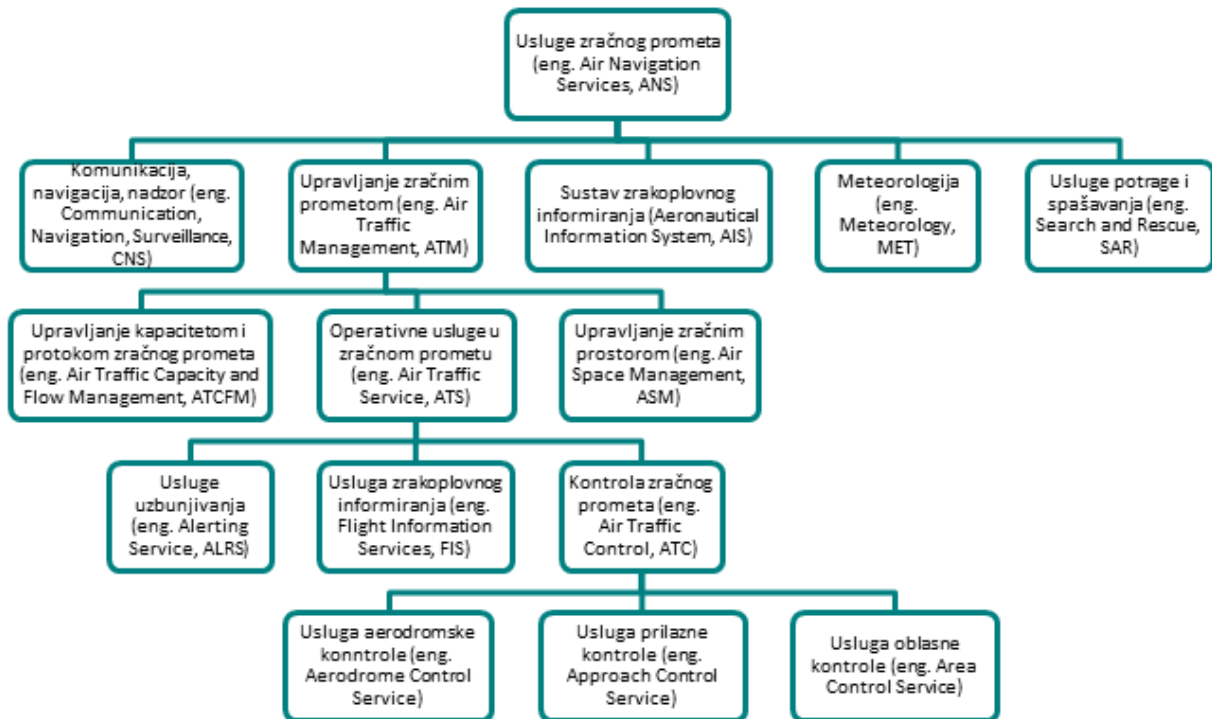 Usluge zračnog prometa
(eng. Air Navigation
Services, ANS)
Komunikacija,
navigacija, nadzor (eng.
Communication,
Navigation, Surveillance,
CNS)
Upravljanje zračnim
prometom (eng. Air
Traffic
Management, ATM)
Sustav zrakoplovnog
informiranja (Aeronautical
Information System, AIS)
Meteorologija
(eng.
Meteorology,
MET)
Usluge potrage i
spašavanja (eng.
Search and Rescue,
SAR)
Upravljanje kapacitetom i
protokom zračnog prometa
(eng. Air Traffic Capacity and
Flow Management, ATCFM)
Operativne usluge u
zračnom prometu
(eng. Air Traffic
Service, ATS)
Upravljanje zračnim
prostorom (eng. Air
Space Management,
ASM)
Usluge
uzbunjivanja
(eng. Alerting
Service, ALRS)
Usluga zrakoplovnog
informiranja (eng.
Flight Information
Services, FIS)
Kontrola zračnog
prometa (eng.
Air Traffic
Control, ATC)
Usluga aerodromske
konntrole (eng.
Aerodrome Control
Service)
Usluga prilazne
kontrole (eng.
Approach Control
Service)
Usluga oblasne
kontrole (eng. Area
Control Service)